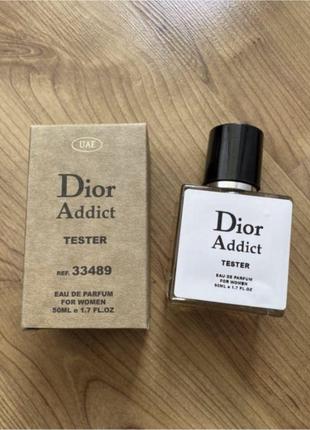 UAE
Dior
Addict
TESTER
REF. 33489
EAU DE PARFUM
FOR WOMEN
50ML e 1.7 FL.OZ
Dior
Addict
TESTER
EAU DE PARFUM
FOR WOMEN
50ML e 1.7 FL.OZ